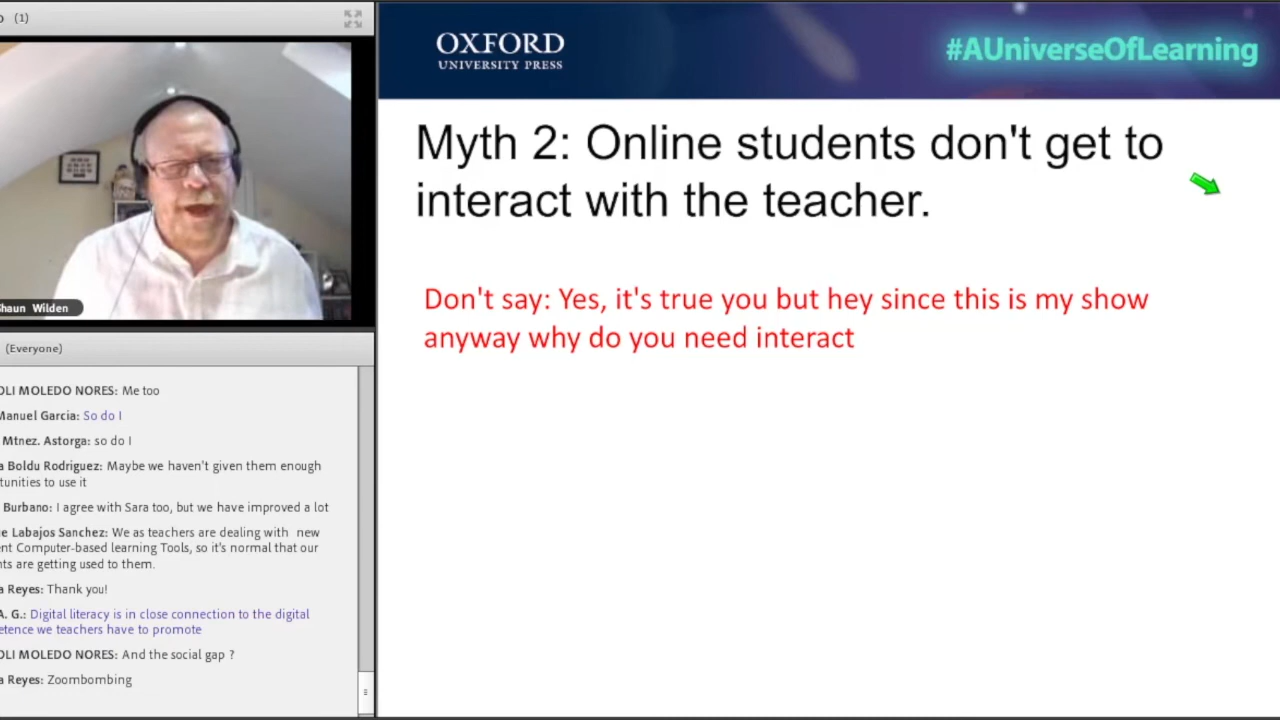 (1)
OXFORD
UNIVERSITY PRESS
#AUniverseOfLearning
Myth 2: Online students don't get to
interact with the teacher.
Don't say: Yes, it's true you but hey since this is my show
anyway why do you need interact
Shaun Wilden
(Everyone)
OLI MOLEDO NORES: Me too
Manuel Garcia: So do I
Mtnez. Astorga: so do I
a Boldu Rodriguez: Maybe we haven't given them enough
tunities to use it
Burbano: I agree with Sara too, but we have improved a lot
e Labajos Sanchez: We as teachers are dealing with new
nt Computer-based learning Tools, so it's normal that our
ts are getting used to them.
a Reyes: Thank you!
A. G.: Digital literacy is in close connection to the digital
etence we teachers have to promote
OLI MOLEDO NORES: And the social gap ?
a Reyes: Zoombombing